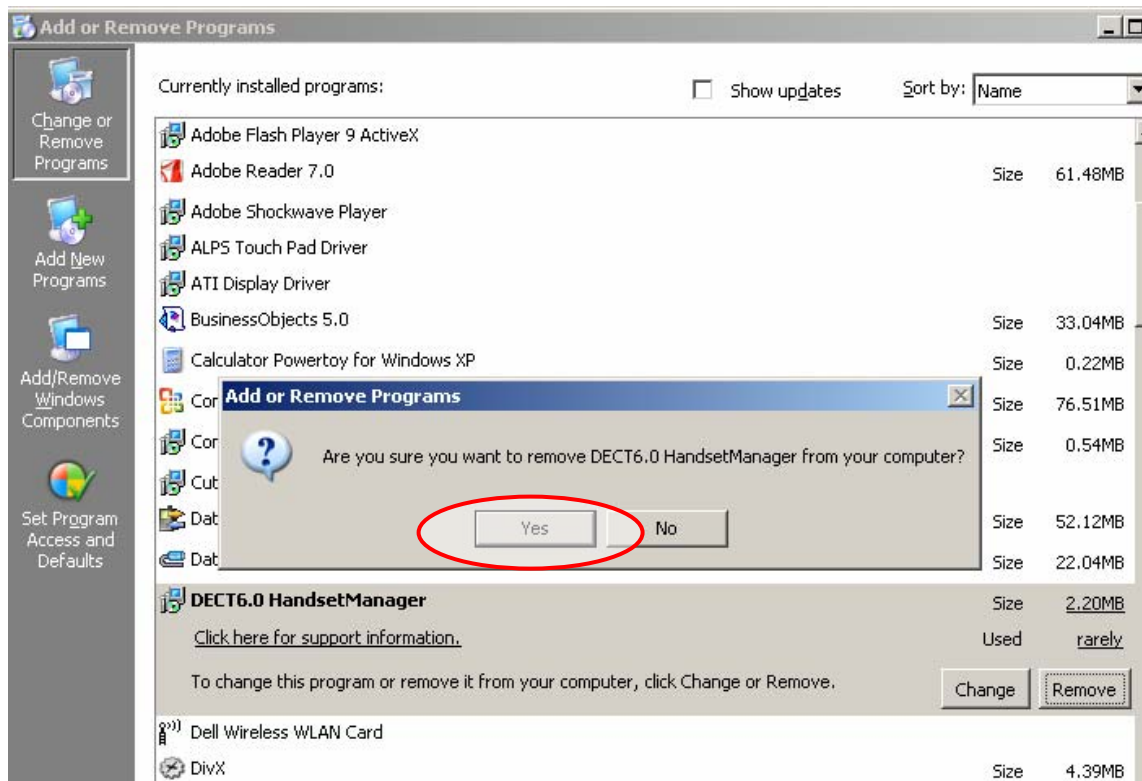 Add or Remove Programs
Change or
Remove
Programs
Add New
Programs
Add/Remove
Windows
Components
Set Program
Access and
Defaults
Currently installed programs:
Show updates
Sort by: Name
Adobe Flash Player 9 ActiveX
Adobe Reader 7.0 Size 61.48MB
Adobe Shockwave Player
ALPS Touch Pad Driver
ATI Display Driver
BusinessObjects 5.0 Size 33.04MB
Calculator Powertoy for Windows XP Size 0.22MB
Cor Size 76.51MB
Cor Size 0.54MB
Cut
Dat Size 52.12MB
Dat Size 22.04MB
Add or Remove Programs
Are you sure you want to remove DECT6.0 HandsetManager from your computer?
Yes No
DECT6.0 HandsetManager Size 2.20MB
Click here for support information. Used rarely
To change this program or remove it from your computer, click Change or Remove.
Change Remove
Dell Wireless WLAN Card
DivX Size 4.39MB